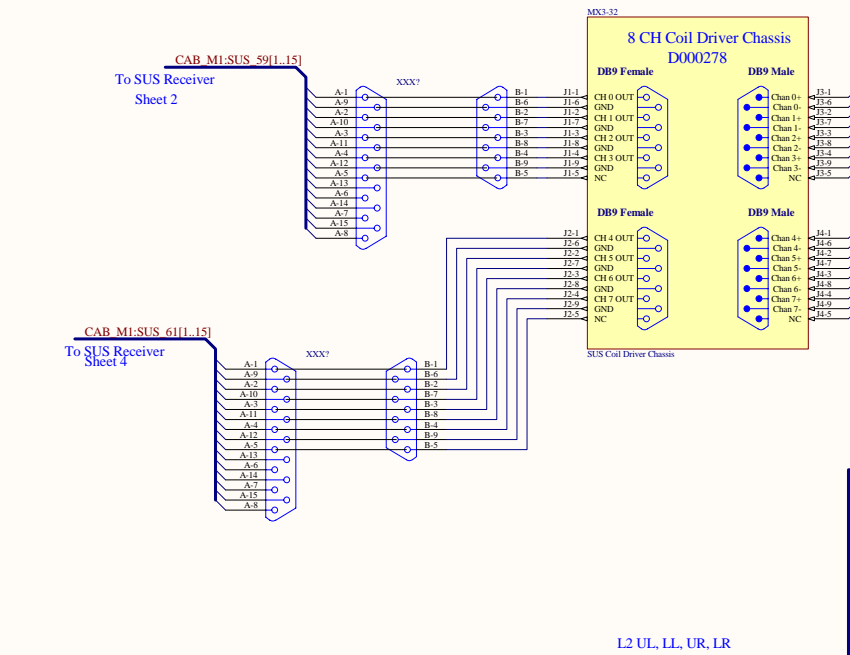 MX3-32
8 CH Coil Driver Chassis
D000278
DB9 Female DB9 Male
CAB_M1:SUS_59[1..15]
To SUS Receiver
Sheet 2
XXX?
A-1 B-1 J1-1 CH 0 OUT Chan 0+ J3-1
A-9 B-6 J1-6 GND Chan 0- J3-6
A-2 B-2 J1-2 CH 1 OUT Chan 1+ J3-2
A-10 B-7 J1-7 GND Chan 1- J3-7
A-3 B-3 J1-3 CH 2 OUT Chan 2+ J3-3
A-11 B-8 J1-8 GND Chan 2- J3-8
A-4 B-4 J1-4 CH 3 OUT Chan 3+ J3-4
A-12 B-9 J1-9 GND Chan 3- J3-9
A-5 B-5 J1-5 NC NC J3-5
A-13
A-6
A-14
A-7
A-15
A-8
DB9 Female DB9 Male
J2-1 CH 4 OUT Chan 4+ J4-1
J2-6 GND Chan 4- J4-6
J2-2 CH 5 OUT Chan 5+ J4-2
J2-7 GND Chan 5- J4-7
J2-3 CH 6 OUT Chan 6+ J4-3
J2-8 GND Chan 6- J4-8
J2-4 CH 7 OUT Chan 7+ J4-4
J2-9 GND Chan 7- J4-9
J2-5 NC NC J4-5
SUS Coil Driver Chassis
CAB_M1:SUS_61[1..15]
To SUS Receiver
Sheet 4
XXX?
A-1 B-1
A-9 B-6
A-2 B-2
A-10 B-7
A-3 B-3
A-11 B-8
A-4 B-4
A-12 B-9
A-5 B-5
A-13
A-6
A-14
A-7
A-15
A-8
L2 UL, LL, UR, LR